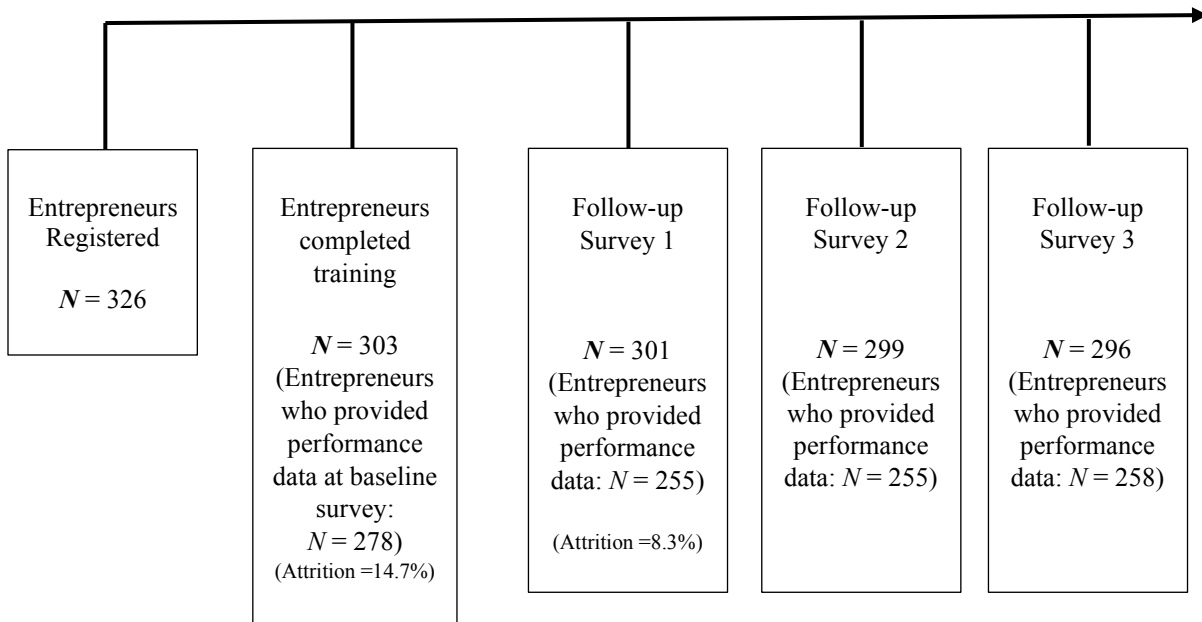 Entrepreneurs
Registered
N = 326
Entrepreneurs
completed
training
N = 303
(Entrepreneurs
who provided
performance
data at baseline
survey:
N = 278)
(Attrition =14.7%)
Follow-up
Survey 1
N = 301
(Entrepreneurs
who provided
performance
data: N = 255)
(Attrition =8.3%)
Follow-up
Survey 2
N = 299
(Entrepreneurs
who provided
performance
data: N = 255)
Follow-up
Survey 3
N = 296
(Entrepreneurs
who provided
performance
data: N = 258)